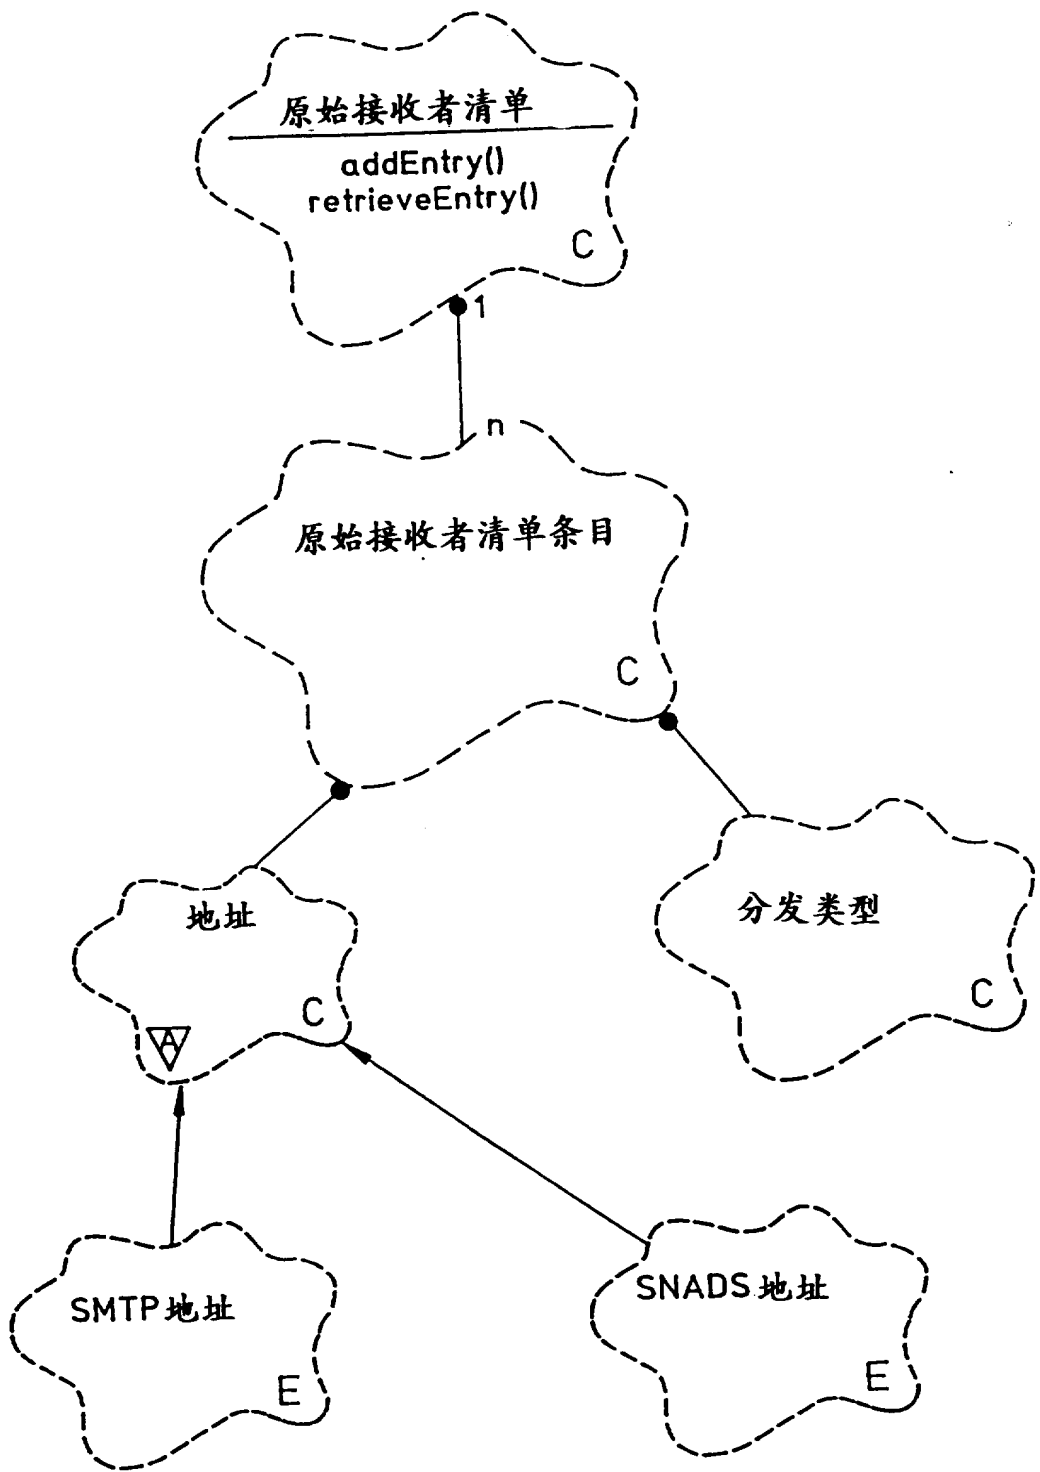 原始接收者清单
addEntry()
retrieveEntry()
C
1
n
原始接收者清单条目
C
地址
C
A
分发类型
C
SMTP地址
E
SNADS地址
E